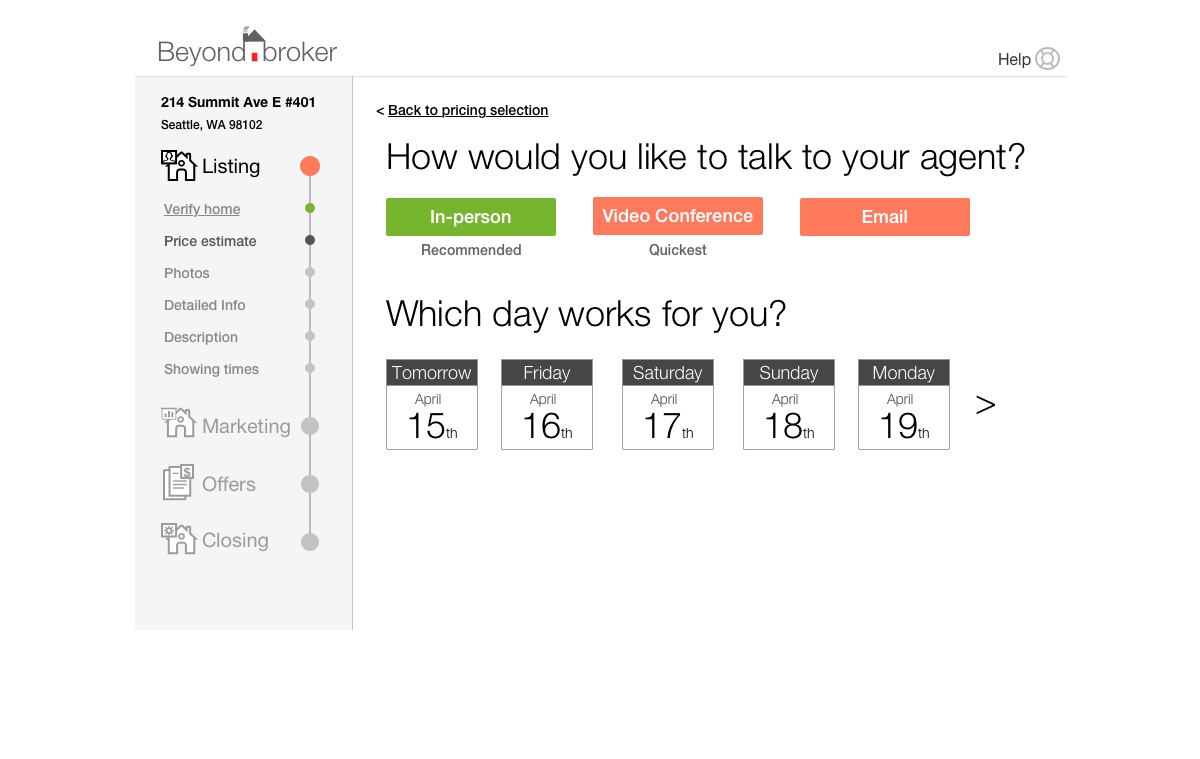 Beyond broker
Help
214 Summit Ave E #401
Seattle, WA 98102
Listing
Verify home
Price estimate
Photos
Detailed Info
Description
Showing times
Marketing
$
Offers
Closing
< Back to pricing selection
How would you like to talk to your agent?
In-person
Video Conference
Email
Recommended
Quickest
Which day works for you?
Tomorrow
April
15th
Friday
April
16th
Saturday
April
17th
Sunday
April
18th
Monday
April
19th
>